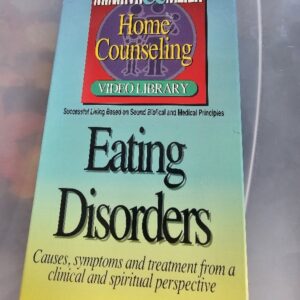 Home
Counseling
VIDEO LIBRARY
Successful Living Based on Sound Biblical and Medical Principles
Eating
Disorders
Causes, symptoms and treatment from a
clinical and spiritual perspective